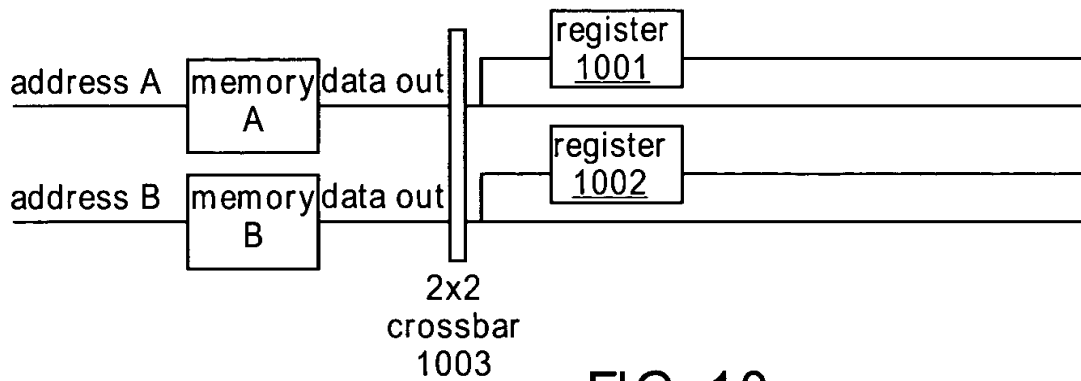 register
1001
address A
memory
A
data out
register
1002
address B
memory
B
data out
2x2
crossbar
1003